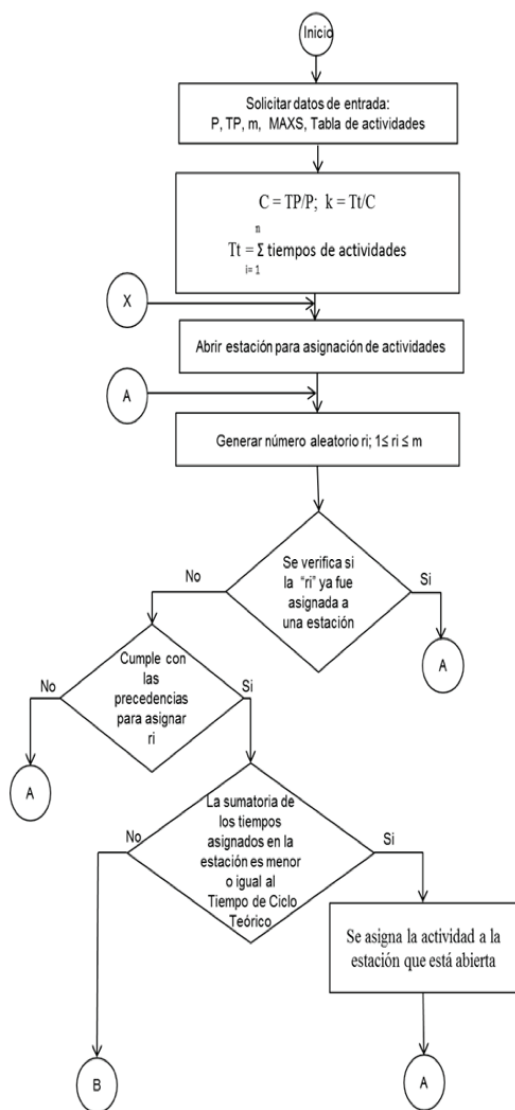 Inicio
Solicitar datos de entrada:
P, TP, m, MAXS, Tabla de actividades
C = TP/P; k = Tt/C
m
Tt = Σ tiempos de actividades
i= 1
X
Abrir estación para asignación de actividades
A
Generar número aleatorio ri; 1≤ ri ≤ m
Se verifica si
la "ri" ya fue
asignada a
una estación
No
Si
A
Cumple con
las
precedencias
para asignar
ri
No
Si
A
La sumatoria de
los tiempos
asignados en la
estación es menor
o igual al
Tiempo de Ciclo
Teórico
No
Si
Se asigna la actividad a la
estación que está abierta
B
A